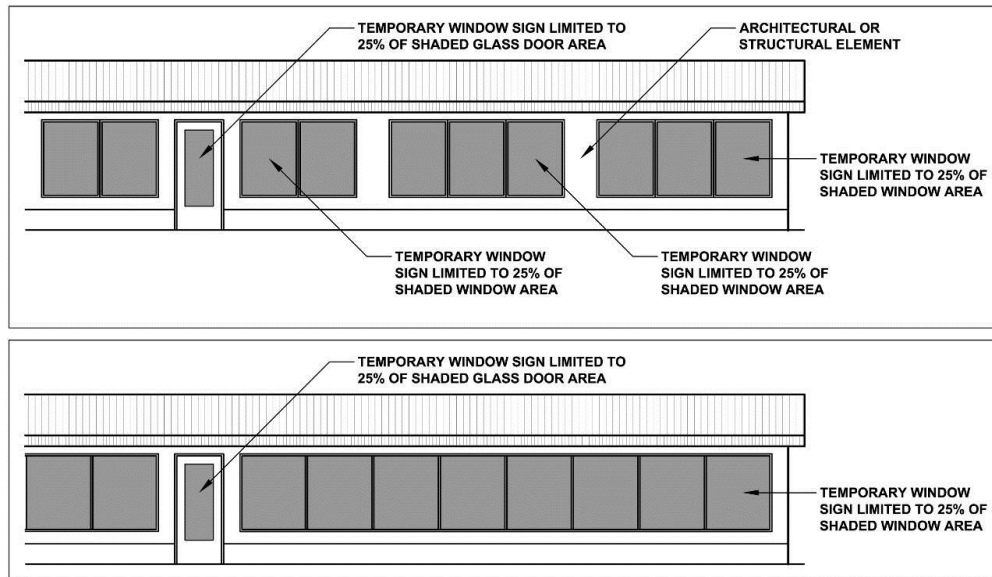 TEMPORARY WINDOW SIGN LIMITED TO
25% OF SHADED GLASS DOOR AREA
ARCHITECTURAL OR
STRUCTURAL ELEMENT
TEMPORARY WINDOW
SIGN LIMITED TO 25% OF
SHADED WINDOW AREA
TEMPORARY WINDOW
SIGN LIMITED TO 25% OF
SHADED WINDOW AREA
TEMPORARY WINDOW
SIGN LIMITED TO 25% OF
SHADED WINDOW AREA
TEMPORARY WINDOW SIGN LIMITED TO
25% OF SHADED GLASS DOOR AREA
TEMPORARY WINDOW
SIGN LIMITED TO 25% OF
SHADED WINDOW AREA